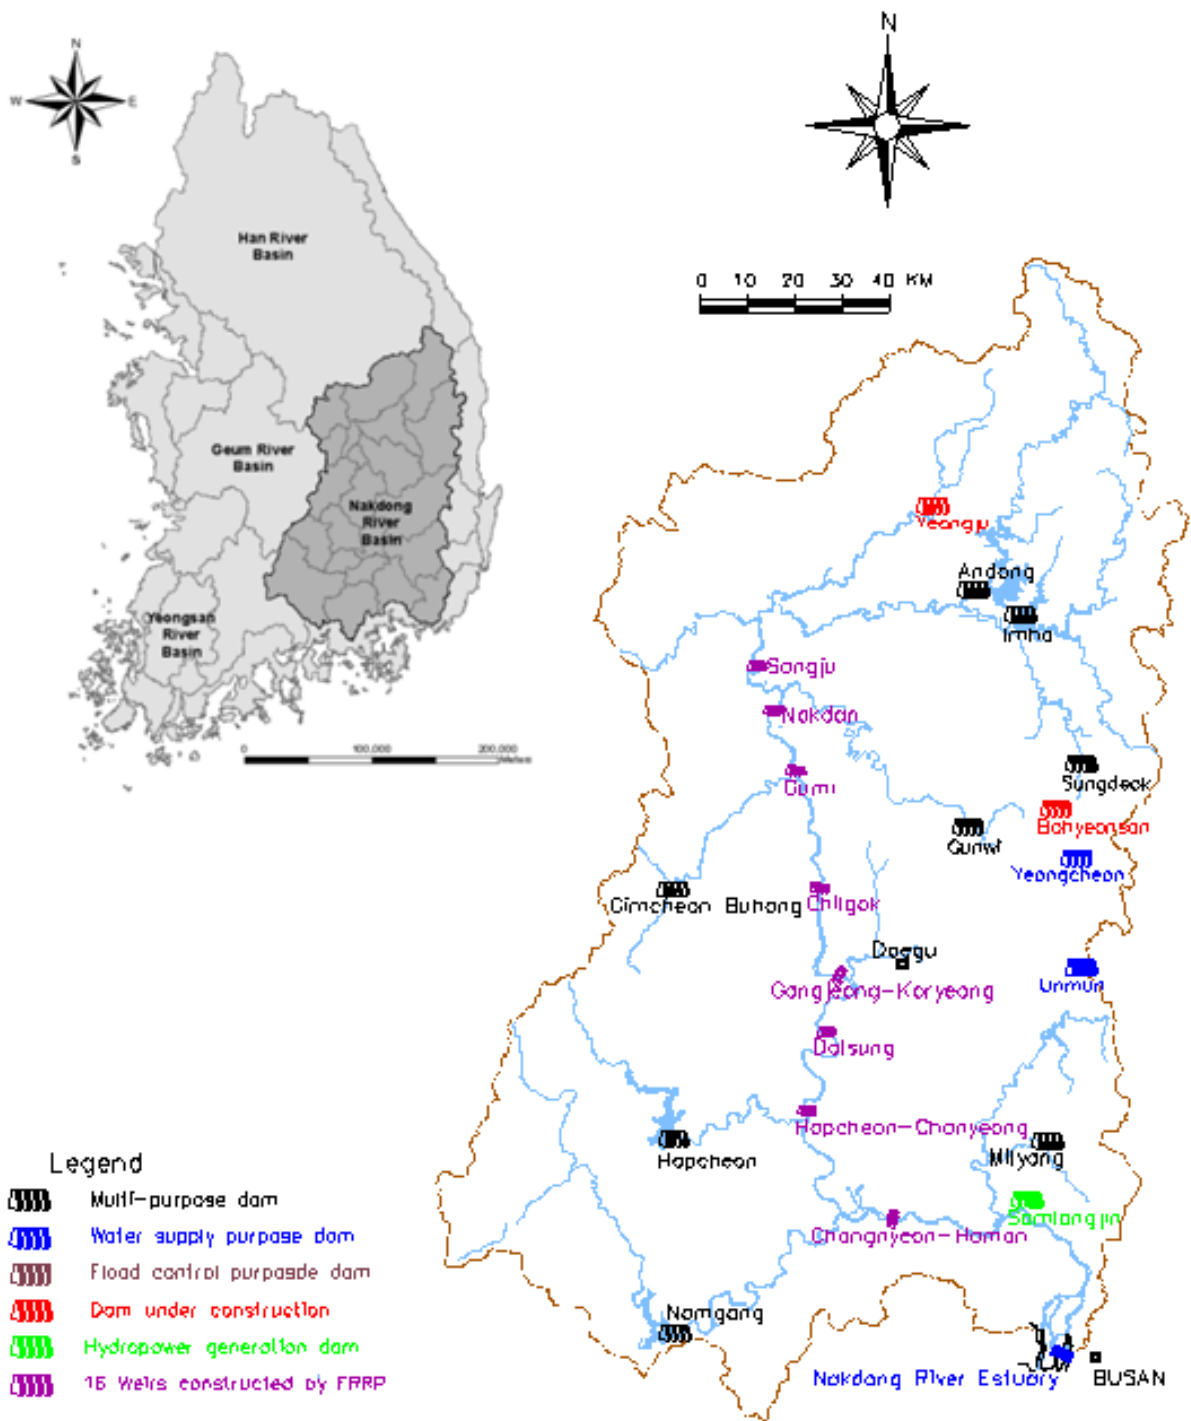 N
W
E
S
Han River
Basin
Geum River
Basin
Nakdong
River
Basin
Yeongsan
River
Basin
0
100,000
200,000
Meters
N
0 10 20 30 40 KM
Yeongju
Andong
Imha
Sangju
Nakdan
Gumi
Sungdeok
Bohyeonsan
Gunwi
Yeongcheon
Gimcheon Buhang
Chilgok
Daegu
Unmun
Gangjeong-Koryeong
Dalsung
Hapcheon-Chanyeong
Hapcheon
Milyang
Samlangjin
Changnyeon-Haman
Namgang
Nakdong River Estuary
BUSAN
Legend
Multi-purpose dam
Water supply purpose dam
Flood control purposde dam
Dam under construction
Hydropower generation dam
16 Weirs constructed by FRRP